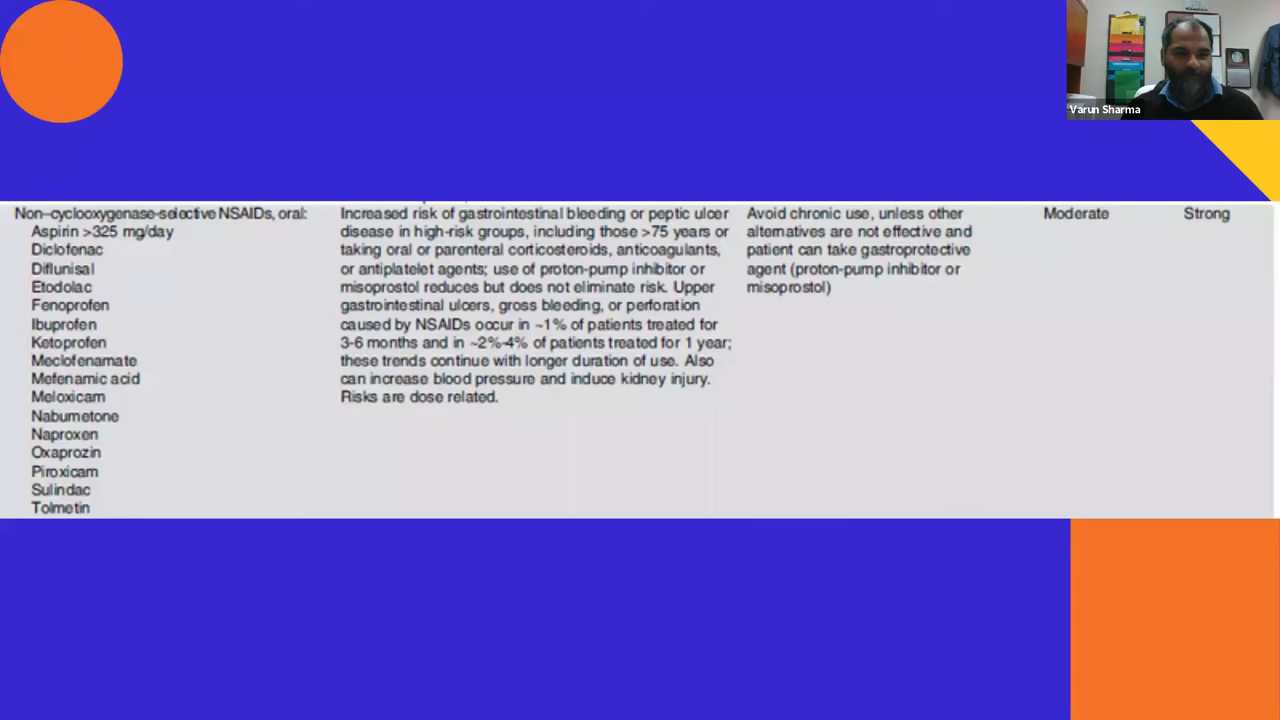 Varun Sharma
Non-cyclooxygenase-selective NSAIDs, oral:
Aspirin >325 mg/day
Diclofenac
Diflunisal
Etodolac
Fenoprofen
Ibuprofen
Ketoprofen
Meclofenamate
Mefenamic acid
Meloxicam
Nabumetone
Naproxen
Oxaprozin
Piroxicam
Sulindac
Tolmetin
Increased risk of gastrointestinal bleeding or peptic ulcer
disease in high-risk groups, including those >75 years or
taking oral or parenteral corticosteroids, anticoagulants,
or antiplatelet agents; use of proton-pump inhibitor or
misoprostol reduces but does not eliminate risk. Upper
gastrointestinal ulcers, gross bleeding, or perforation
caused by NSAIDs occur in ~1% of patients treated for
3-6 months and in ~2%-4% of patients treated for 1 year;
these trends continue with longer duration of use. Also
can increase blood pressure and induce kidney injury.
Risks are dose related.
Avoid chronic use, unless other
alternatives are not effective and
patient can take gastroprotective
agent (proton-pump inhibitor or
misoprostol)
Moderate
Strong